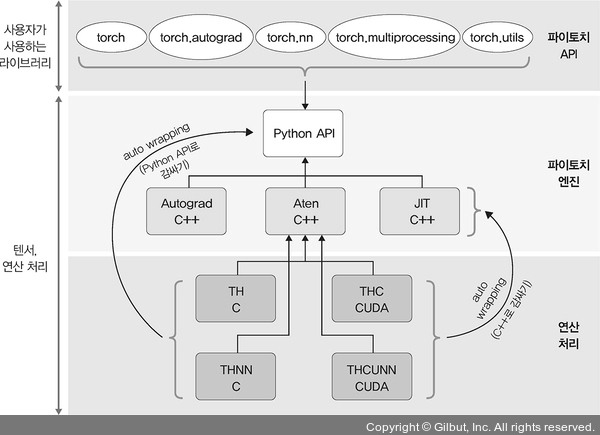 사용자가
사용하는
라이브러리
torch
torch,autograd
torch,nn
torch,multiprocessing
torch,utils
파이토치
API
Python API
auto wrapping
(Python API로
감싸기)
파이토치
엔진
Autograd
C++
Aten
C++
JIT
C++
텐서,
연산 처리
TH
C
THC
CUDA
auto
wrapping
(C++로 감싸기)
연산
처리
THNN
C
THCUNN
CUDA
Copyright © Gilbut, Inc. All rights reserved.